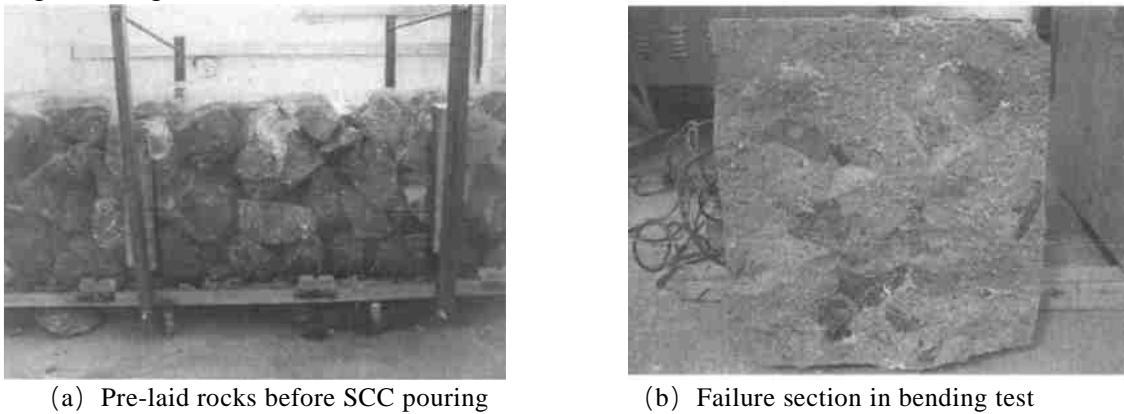 (a) Pre-laid rocks before SCC pouring
(b) Failure section in bending test